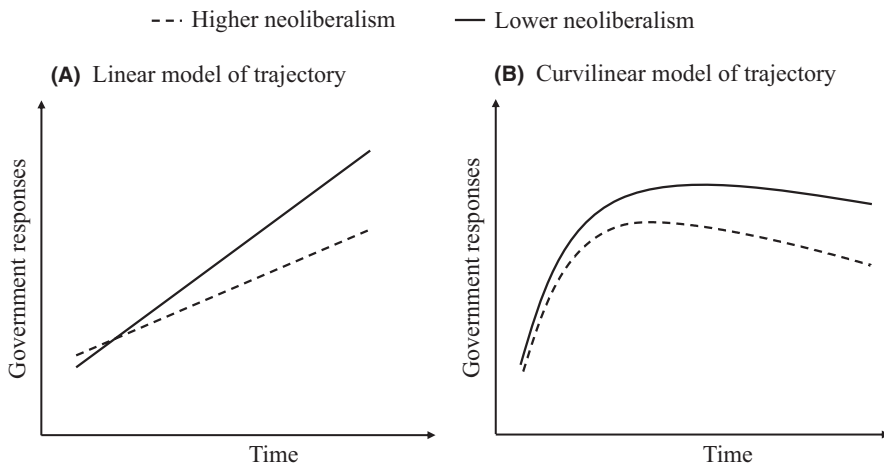 Higher neoliberalism
Lower neoliberalism
(A) Linear model of trajectory
Government responses
Time
(B) Curvilinear model of trajectory
Government responses
Time